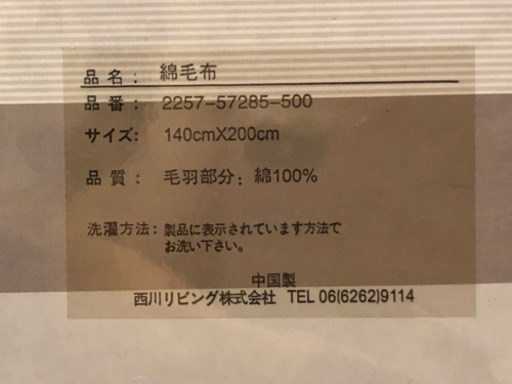 品名: 綿毛布
品番: 2257-57285-500
サイズ: 140cmX200cm
品質: 毛羽部分: 綿100%
洗濯方法: 製品に表示されています方法で
お洗い下さい。
中国製
西川リビング株式会社 TEL 06(6262)9114